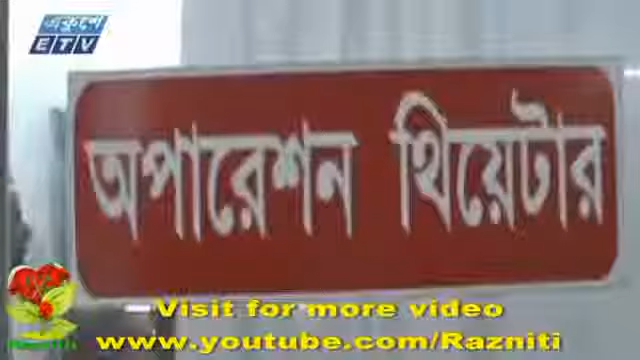 একুশে
ETV
অপারেশন থিয়েটার
Visit for more video
www.youtube.com/Razniti